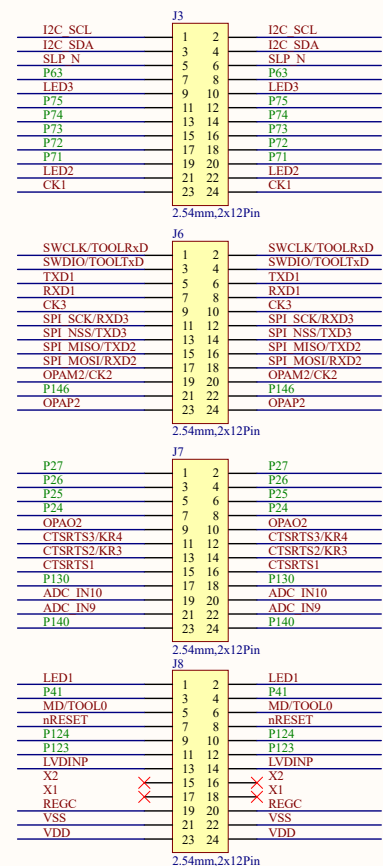 J3
I2C_SCL 1 2 I2C_SCL
I2C_SDA 3 4 I2C_SDA
SLP_N 5 6 SLP_N
P63 7 8 P63
LED3 9 10 LED3
P75 11 12 P75
P74 13 14 P74
P73 15 16 P73
P72 17 18 P72
P71 19 20 P71
LED2 21 22 LED2
CK1 23 24 CK1
2.54mm,2x12Pin
J6
SWCLK/TOOLRxD 1 2 SWCLK/TOOLRxD
SWDIO/TOOLTxD 3 4 SWDIO/TOOLTxD
TXD1 5 6 TXD1
RXD1 7 8 RXD1
CK3 9 10 CK3
SPI_SCK/RXD3 11 12 SPI_SCK/RXD3
SPI_NSS/TXD3 13 14 SPI_NSS/TXD3
SPI_MISO/TXD2 15 16 SPI_MISO/TXD2
SPI_MOSI/RXD2 17 18 SPI_MOSI/RXD2
OPAM2/CK2 19 20 OPAM2/CK2
P146 21 22 P146
OPAP2 23 24 OPAP2
2.54mm,2x12Pin
J7
P27 1 2 P27
P26 3 4 P26
P25 5 6 P25
P24 7 8 P24
OPAO2 9 10 OPAO2
CTSRTS3/KR4 11 12 CTSRTS3/KR4
CTSRTS2/KR3 13 14 CTSRTS2/KR3
CTSRTS1 15 16 CTSRTS1
P130 17 18 P130
ADC_IN10 19 20 ADC_IN10
ADC_IN9 21 22 ADC_IN9
P140 23 24 P140
2.54mm,2x12Pin
J8
LED1 1 2 LED1
P41 3 4 P41
MD/TOOL0 5 6 MD/TOOL0
nRESET 7 8 nRESET
P124 9 10 P124
P123 11 12 P123
LVDINP 13 14 LVDINP
X2 15 16 X2
X1 17 18 X1
REGC 19 20 REGC
VSS 21 22 VSS
VDD 23 24 VDD
2.54mm,2x12Pin